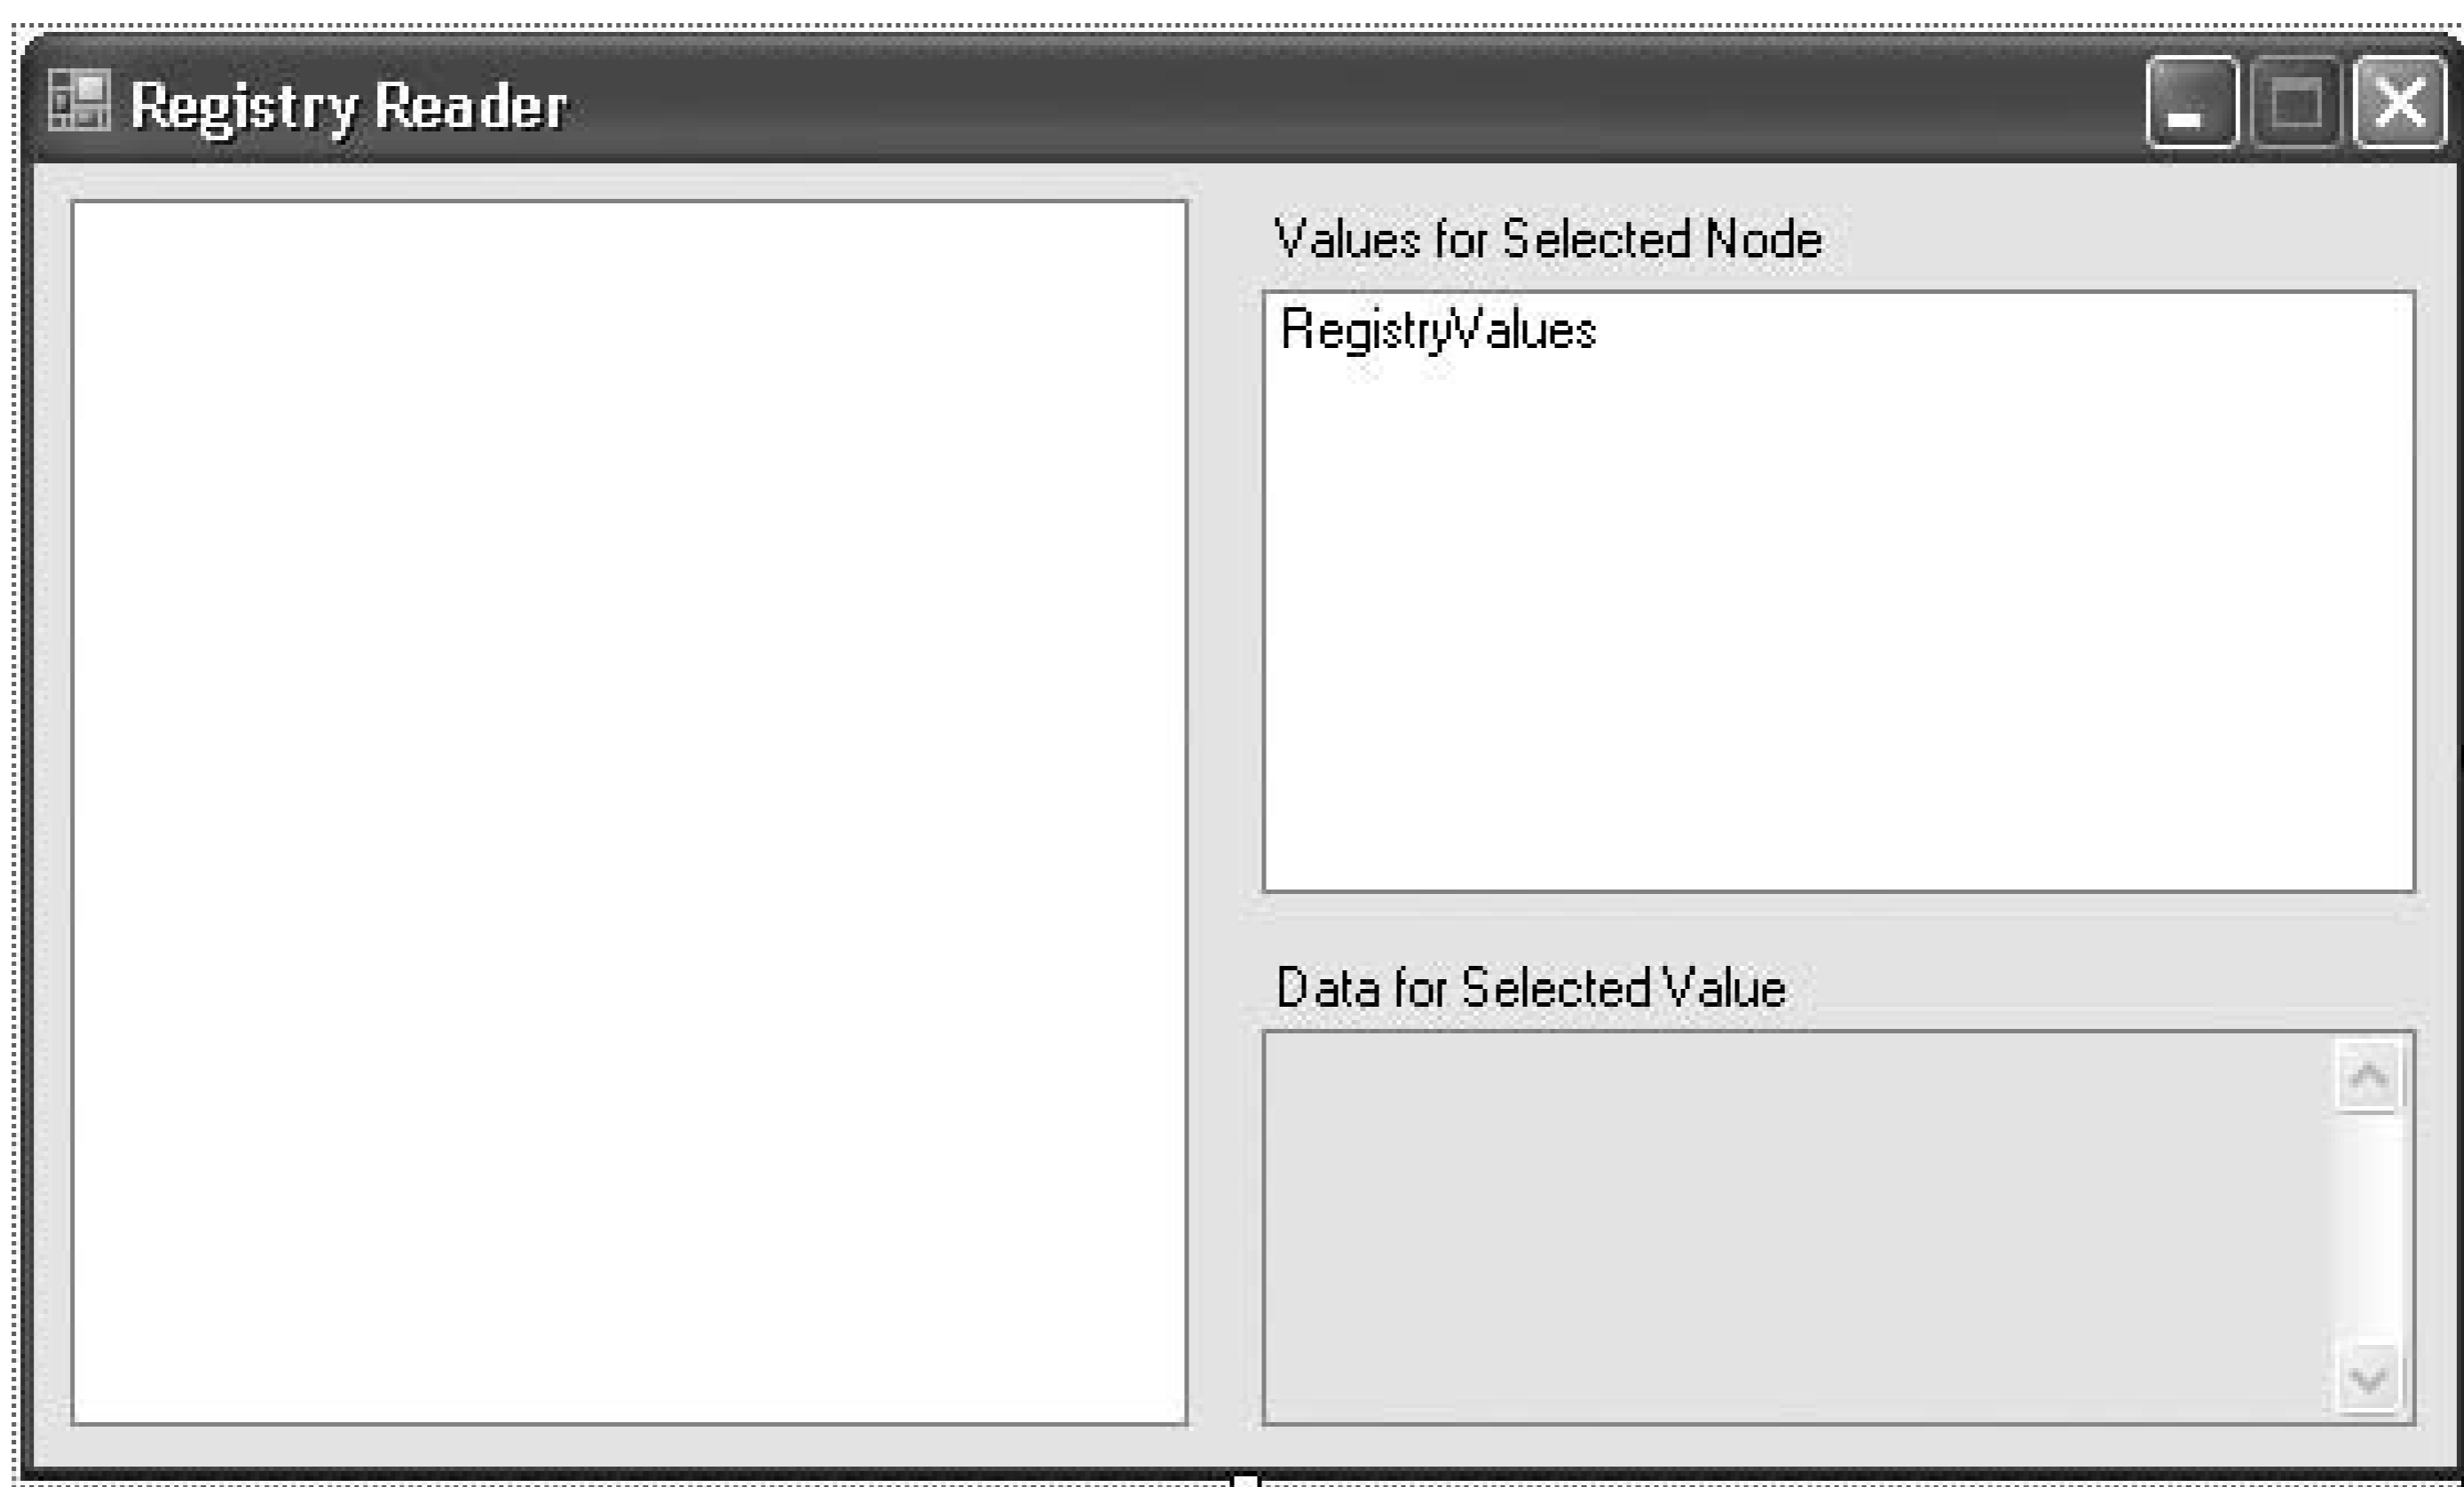 Registry Reader
Values for Selected Node
RegistryValues
Data for Selected Value